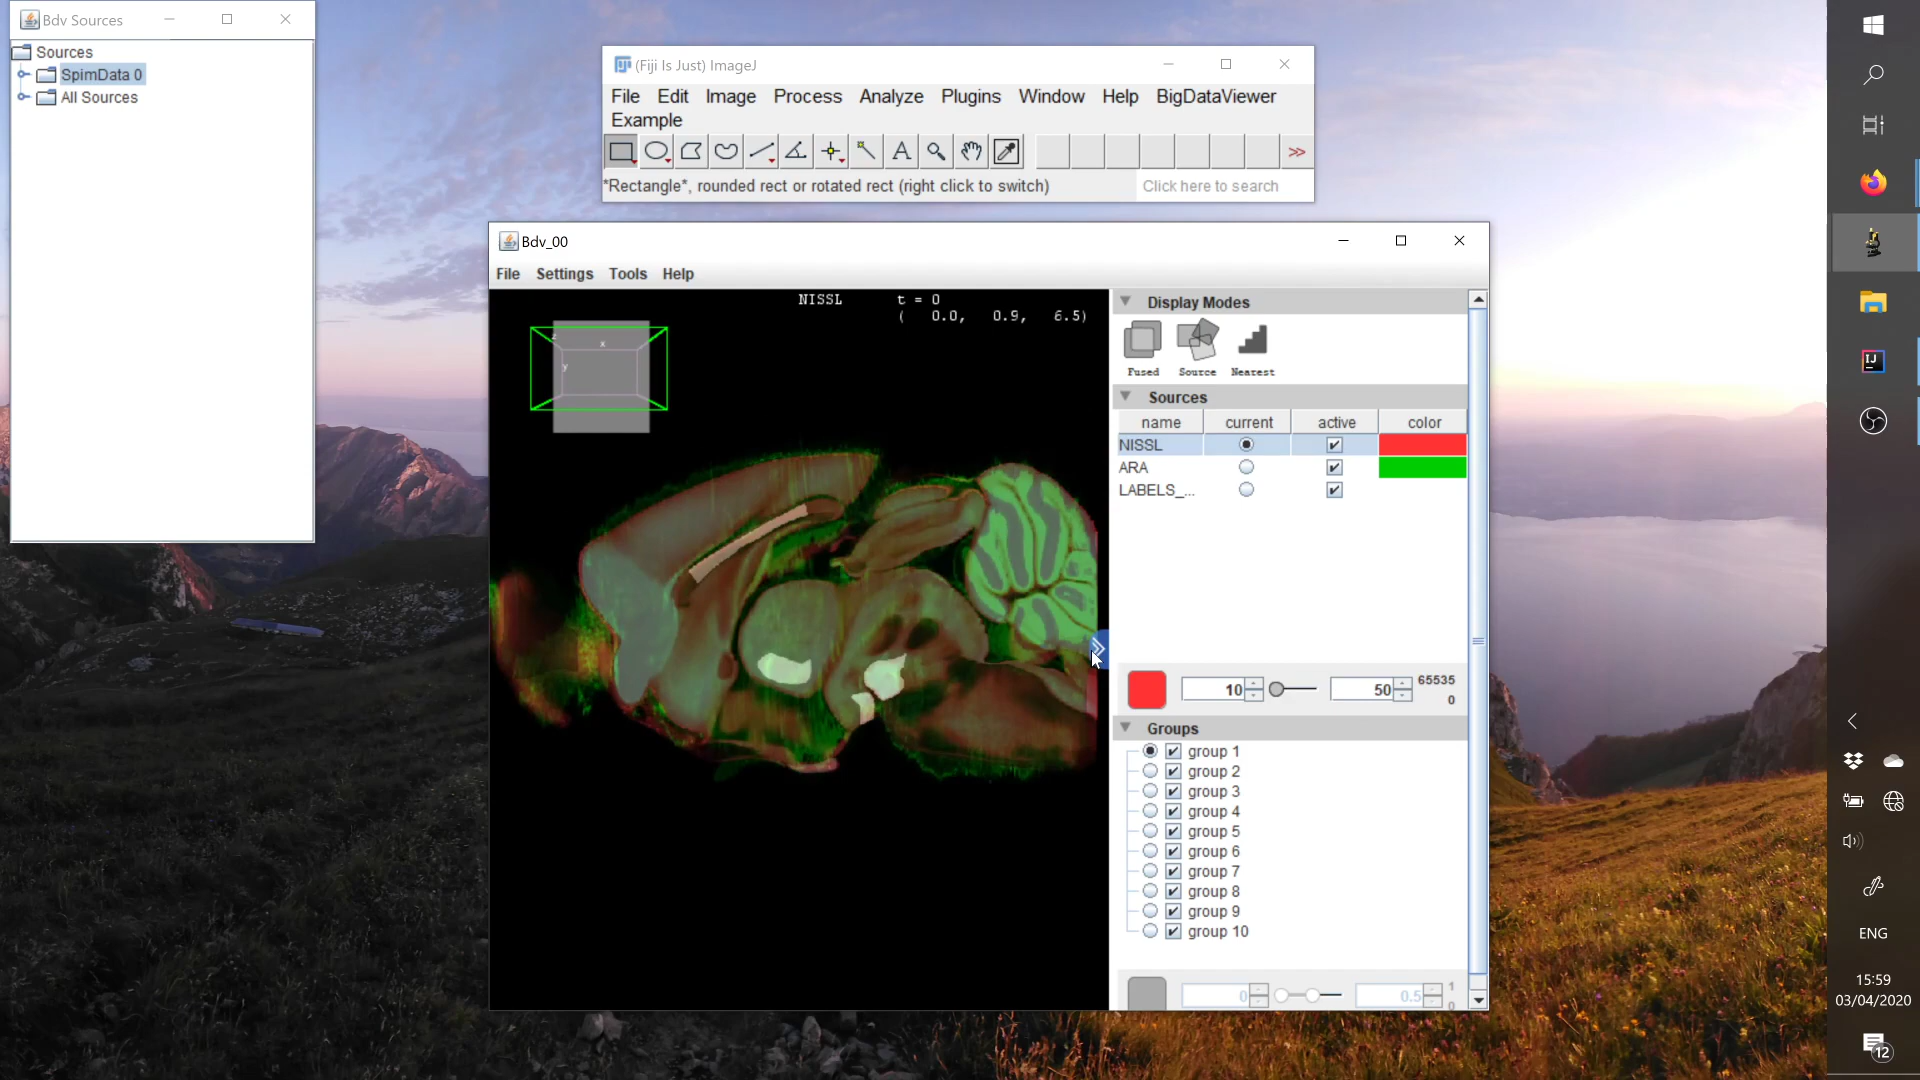 Bdv Sources
Sources
SpimData 0
All Sources
(Fiji Is Just) ImageJ
File Edit Image Process Analyze Plugins Window Help BigDataViewer
Example
*Rectangle*, rounded rect or rotated rect (right click to switch)
Click here to search
Bdv_00
File Settings Tools Help
NISSL t = 0
( 0.0, 0.9, 6.5)
x
y
z
Display Modes
Fused Source Nearest
Sources
name current active color
NISSL
ARA
LABELS_...
10 50 65535
0
Groups
group 1
group 2
group 3
group 4
group 5
group 6
group 7
group 8
group 9
group 10
0 0.5 1
0
IJ
ENG
15:59
03/04/2020
12